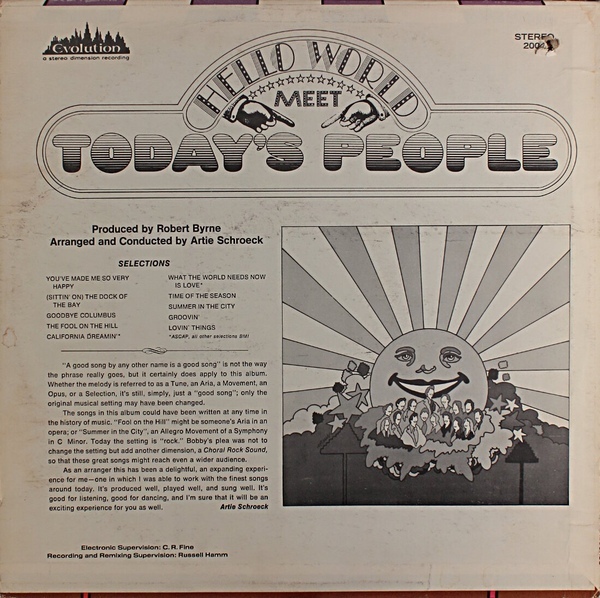 Evolution
a stereo dimension recording
STEREO
HELLO WORLD
MEET
TODAY'S PEOPLE
Produced by Robert Byrne
Arranged and Conducted by Artie Schroeck
SELECTIONS
YOU'VE MADE ME SO VERY
HAPPY
(SITTIN' ON) THE DOCK OF
THE BAY
GOODBYE COLUMBUS
THE FOOL ON THE HILL
CALIFORNIA DREAMIN'*
WHAT THE WORLD NEEDS NOW
IS LOVE*
TIME OF THE SEASON
SUMMER IN THE CITY
GROOVIN'
LOVIN' THINGS
*ASCAP, all other selections BMI
"A good song by any other name is a good song" is not the way
the phrase really goes, but it certainly does apply to this album.
Whether the melody is referred to as a Tune, an Aria, a Movement, an
Opus, or a Selection, it's still, simply, just a "good song"; only the
original musical setting may have been changed.
The songs in this album could have been written at any time in
the history of music. "Fool on the Hill" might be someone's Aria in an
opera; or "Summer in the City", an Allegro Movement of a Symphony
in C Minor. Today the setting is "rock." Bobby's plea was not to
change the setting but add another dimension, a Choral Rock Sound,
so that these great songs might reach even a wider audience.
As an arranger this has been a delightful, an expanding experi-
ence for me—one in which I was able to work with the finest songs
around today. It's produced well, played well, and sung well. It's
good for listening, good for dancing, and I'm sure that it will be an
exciting experience for you as well. Artie Schroeck
Electronic Supervision: C. R. Fine
Recording and Remixing Supervision: Russell Hamm